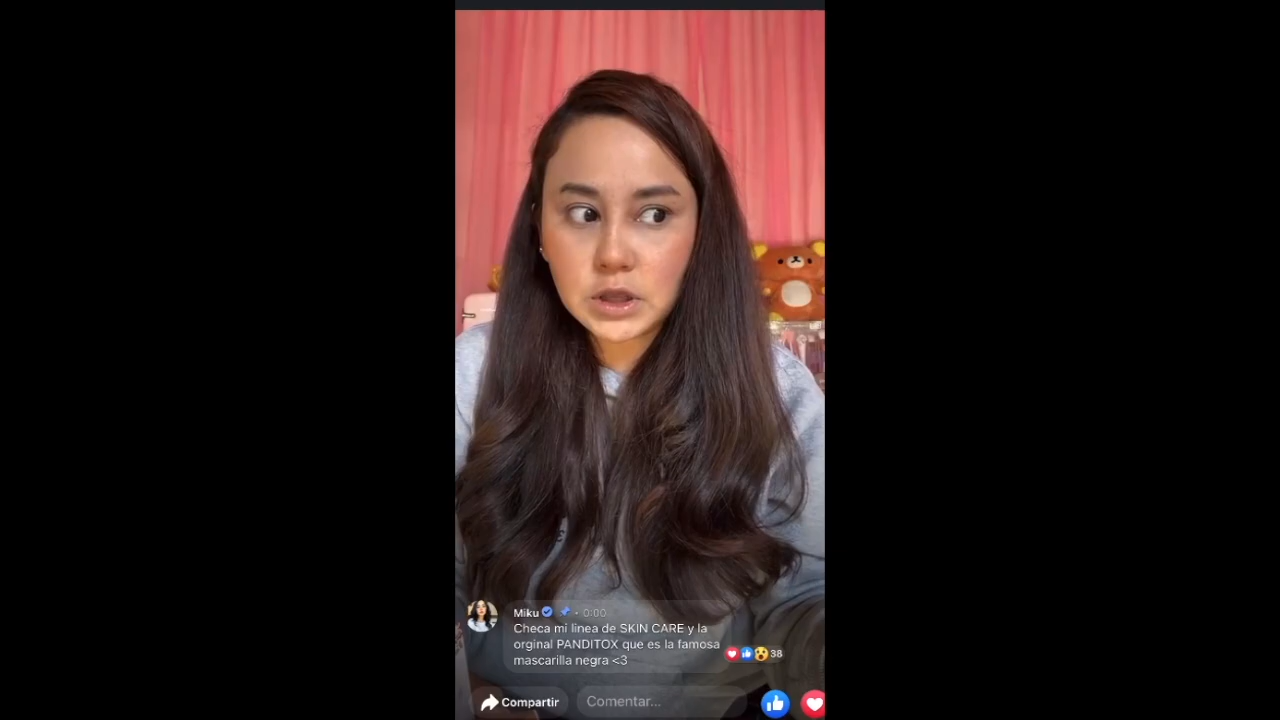 Miku • 0:00
Checa mi linea de SKIN CARE y la
orginal PANDITOX que es la famosa
mascarilla negra <3
38
Compartir
Comentar...